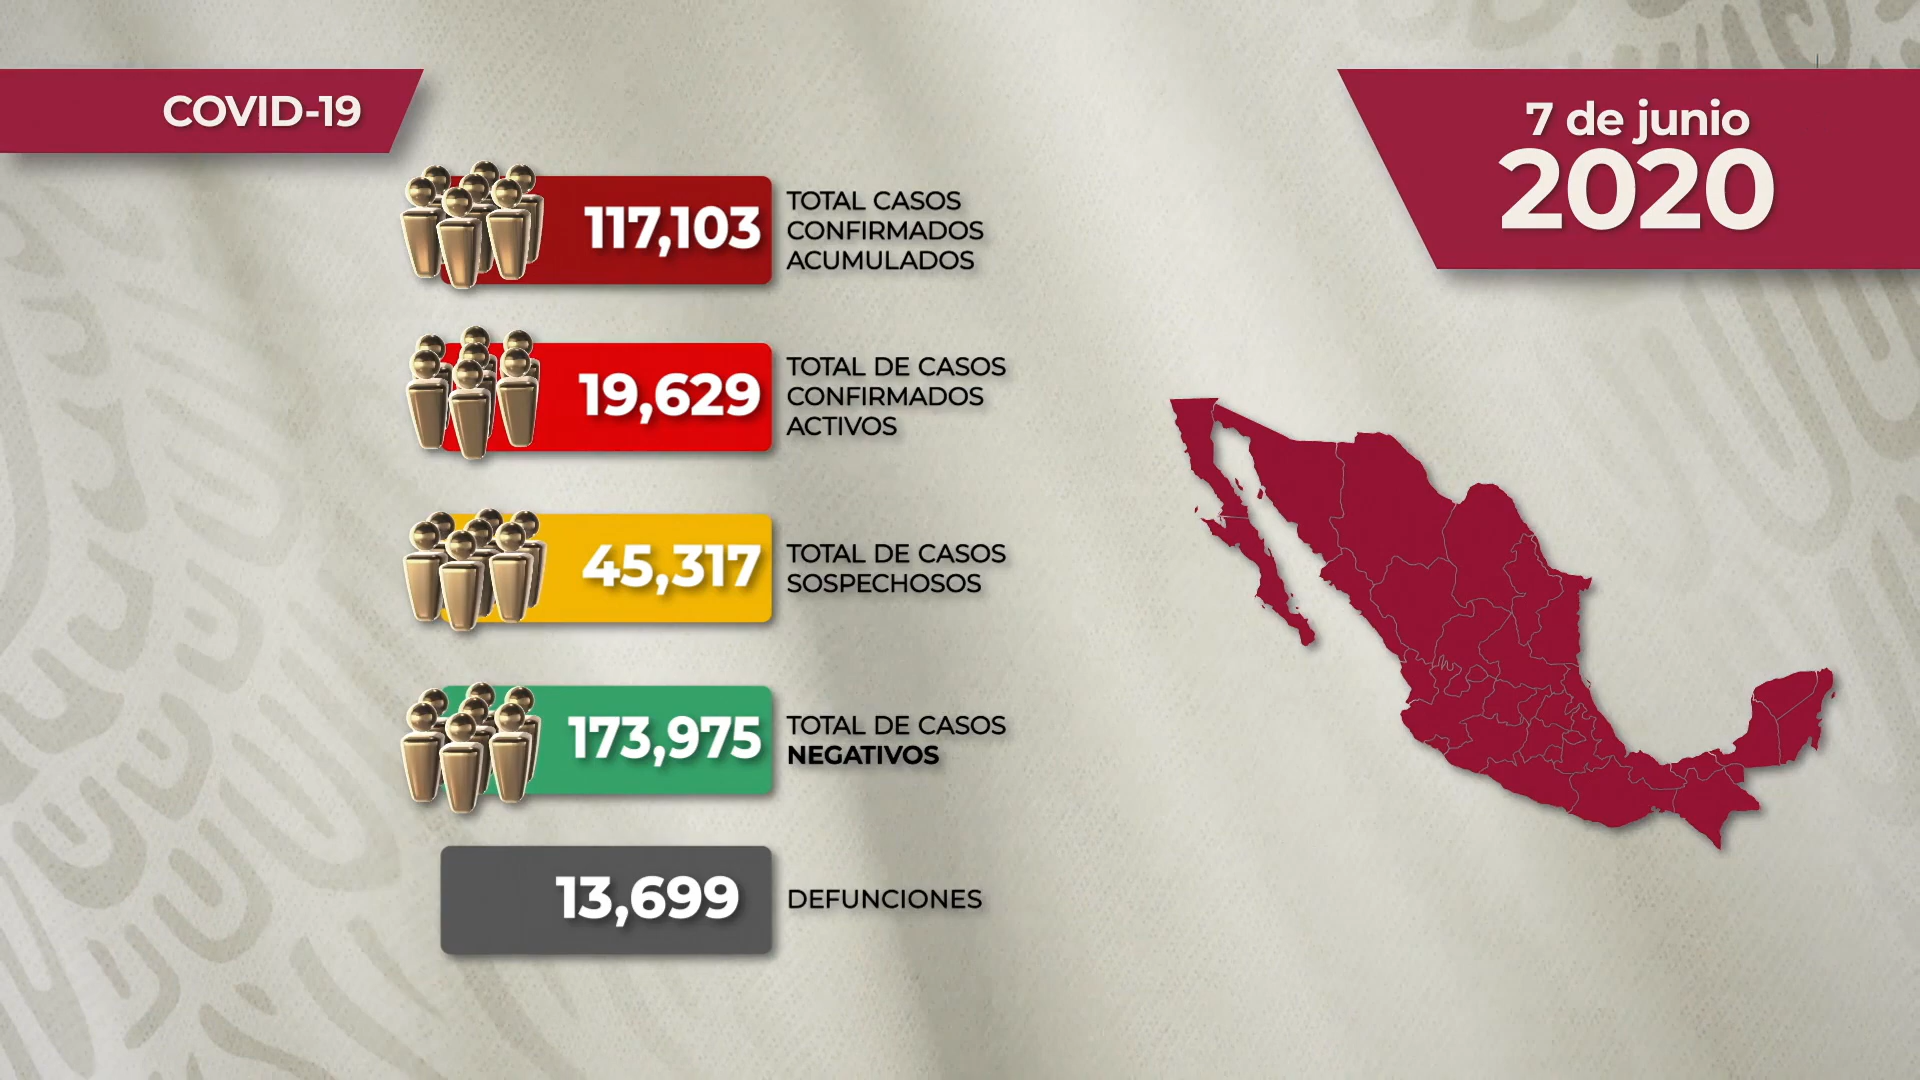 COVID-19
7 de junio
2020
117,103
TOTAL CASOS
CONFIRMADOS
ACUMULADOS
19,629
TOTAL DE CASOS
CONFIRMADOS
ACTIVOS
45,317
TOTAL DE CASOS
SOSPECHOSOS
173,975
TOTAL DE CASOS
NEGATIVOS
13,699
DEFUNCIONES